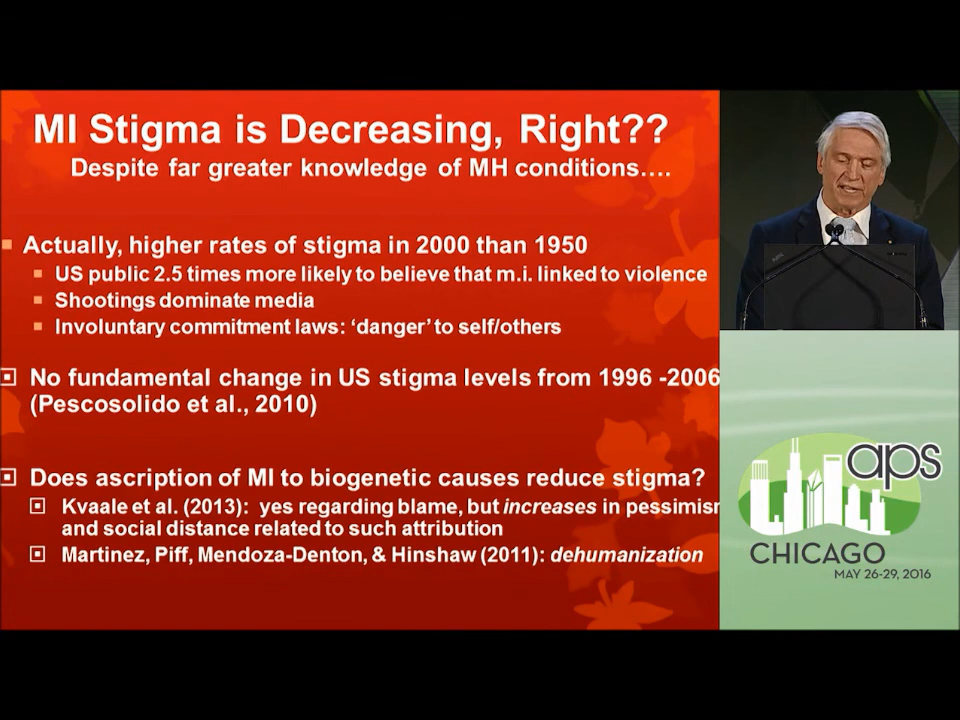 MI Stigma is Decreasing, Right??
Despite far greater knowledge of MH conditions….
Actually, higher rates of stigma in 2000 than 1950
US public 2.5 times more likely to believe that m.i. linked to violence
Shootings dominate media
Involuntary commitment laws: ‘danger’ to self/others
No fundamental change in US stigma levels from 1996 -2006
(Pescosolido et al., 2010)
Does ascription of MI to biogenetic causes reduce stigma?
Kvaale et al. (2013):  yes regarding blame, but increases in pessimism
and social distance related to such attribution
Martinez, Piff, Mendoza-Denton, & Hinshaw (2011): dehumanization
aps
CHICAGO
MAY 26-29, 2016